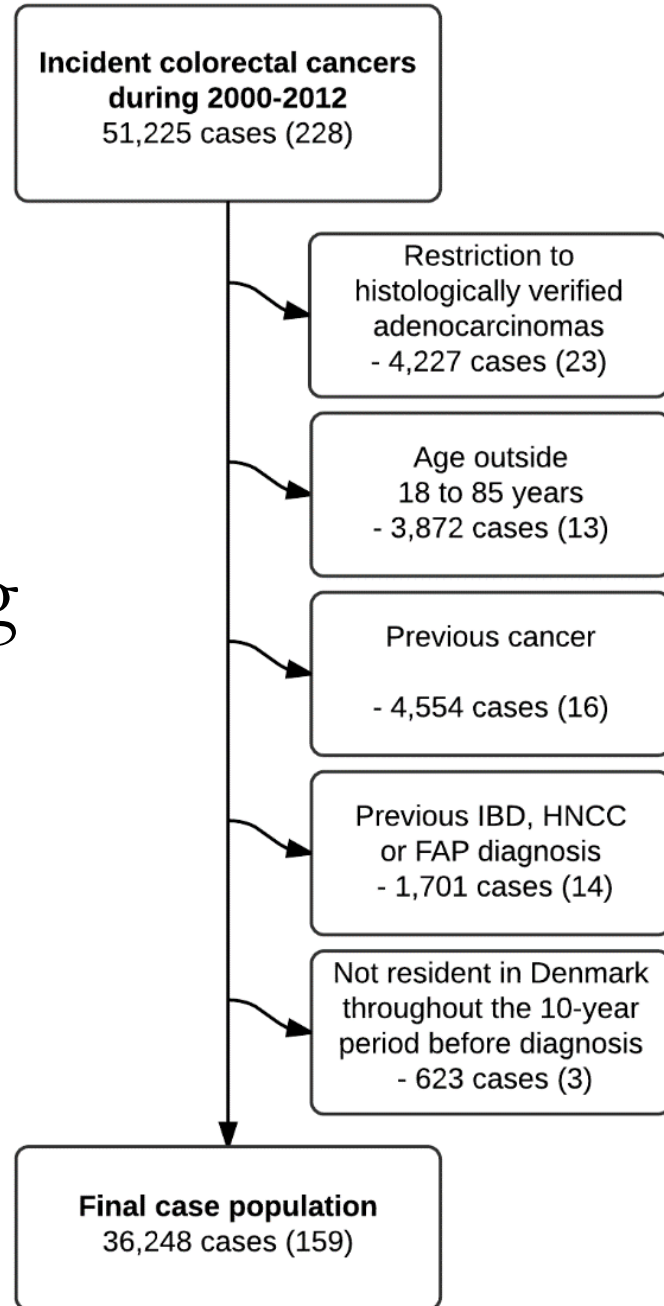 Incident colorectal cancers
during 2000-2012
51,225 cases (228)
Restriction to
histologically verified
adenocarcinomas
- 4,227 cases (23)
Age outside
18 to 85 years
- 3,872 cases (13)
g
Previous cancer
- 4,554 cases (16)
Previous IBD, HNCC
or FAP diagnosis
- 1,701 cases (14)
Not resident in Denmark
throughout the 10-year
period before diagnosis
- 623 cases (3)
Final case population
36,248 cases (159)